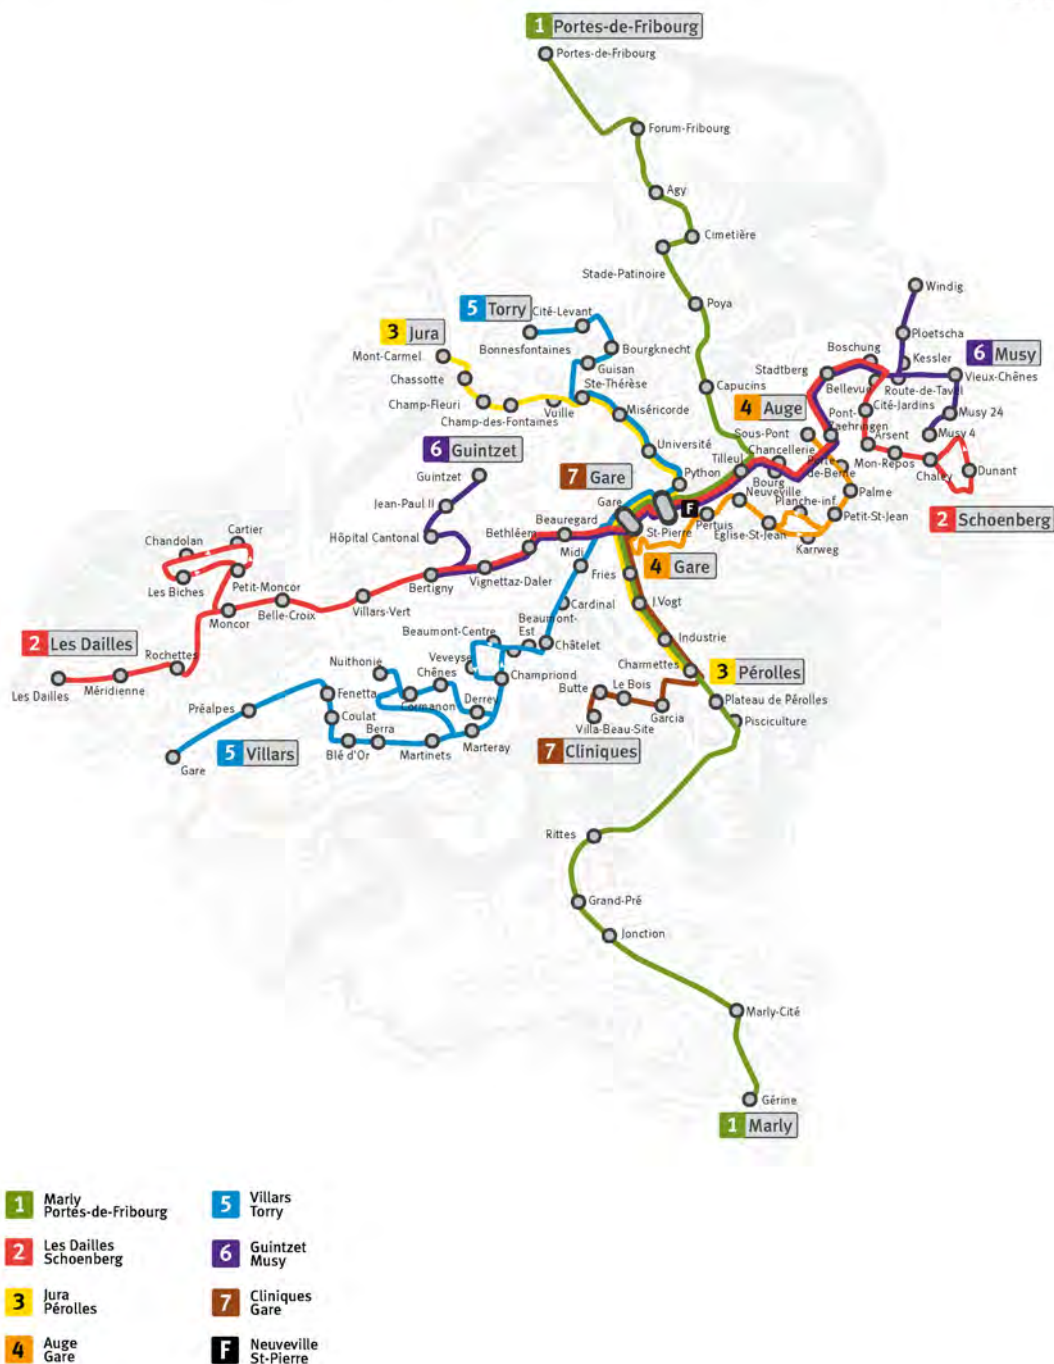 1 Portes-de-Fribourg
Portes-de-Fribourg
Forum-Fribourg
Agy
Cimetière
Stade-Patinoire
Poya
Capucins
Windig
Ploetscha
Kessler
6 Musy
Vieux-Chênes
Route-de-Tavel
Musy 24
Musy 4
5 Torry
Cité-Levant
Bonnesfontaines
Bourgknecht
Guisan
Ste-Thérèse
3 Jura
Mont-Carmel
Chassotte
Champ-Fleuri
Champ-des-Fontaines
Vuille
Miséricorde
Université
Python
Boschung
Stadtberg
Bellevue
Cité-Jardins
4 Auge
Sous-Pont
Pont-
Zaehringen
Arsent
Mon-Repos
Chaley
Dunant
2 Schoenberg
Tilleul
Chancellerie
Bourg
Porte
de-Berne
Palme
Neuveville
Planche-inf.
Petit-St-Jean
Pertuis
Eglise-St-Jean
Karrweg
6 Guintzet
Guintzet
Jean-Paul II
Hôpital Cantonal
7 Gare
Gare
St-Pierre
F
4 Gare
Beauregard
Bethléem
Midi
Vignettaz-Daler
Bertigny
Villars-Vert
Belle-Croix
Moncor
Petit-Moncor
Cartier
Chandolan
Les Biches
2 Les Dailles
Les Dailles
Méridienne
Rochettes
Fries
J.Vogt
Industrie
Charmettes
3 Pérolles
Plateau de Pérolles
Pisciculture
Cardinal
Beaumont-
Est
Châtelet
Beaumont-Centre
Veveyse
Champriond
Nuithonie
Chênes
Cormanon
Derrey
Marteray
Martinets
Berra
Blé d'Or
Coulat
Fenetta
Préalpes
Gare
5 Villars
Butte
Le Bois
Garcia
Villa-Beau-Site
7 Cliniques
Rittes
Grand-Pré
Jonction
Marly-Cité
Gérine
1 Marly
1 Marly
Portes-de-Fribourg
2 Les Dailles
Schoenberg
3 Jura
Pérolles
4 Auge
Gare
5 Villars
Torry
6 Guintzet
Musy
7 Cliniques
Gare
F Neuveville
St-Pierre